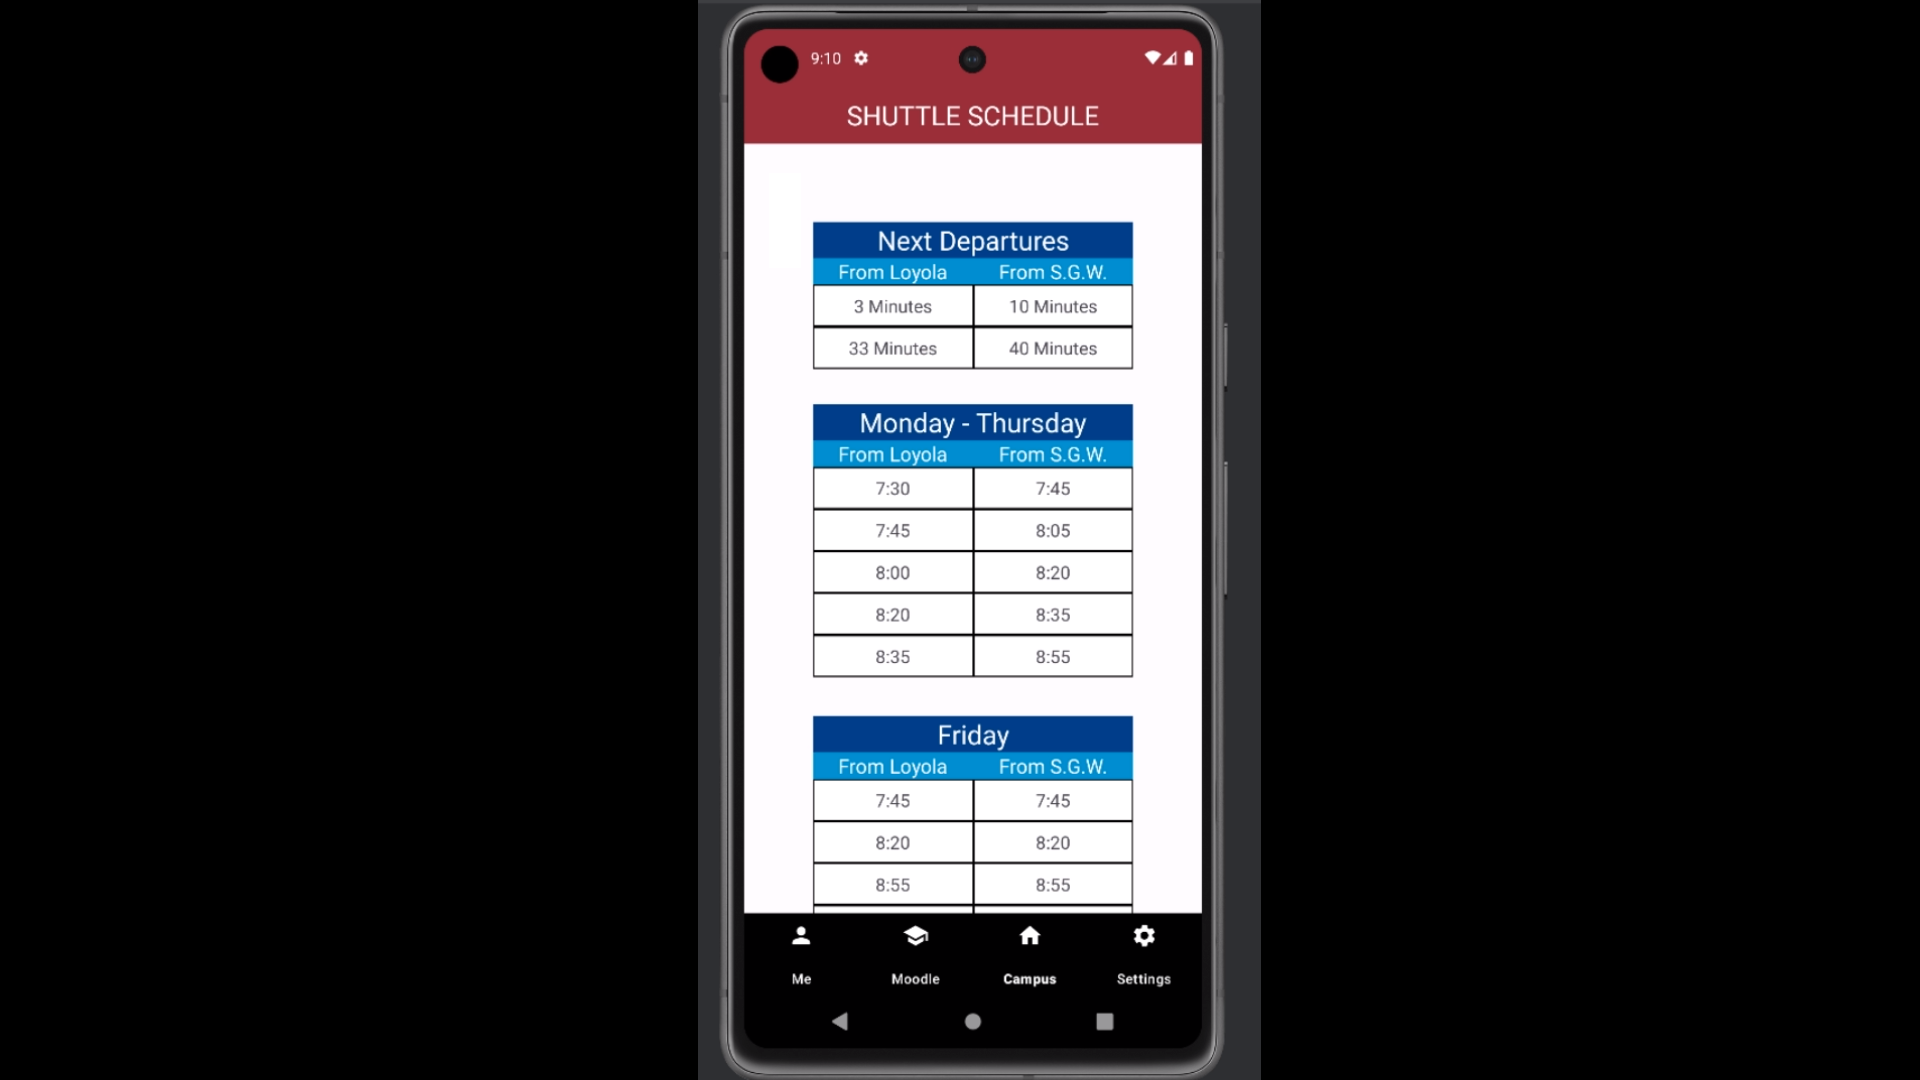 9:10
SHUTTLE SCHEDULE
Next Departures
From Loyola From S.G.W.
3 Minutes 10 Minutes
33 Minutes 40 Minutes
Monday - Thursday
From Loyola From S.G.W.
7:30 7:45
7:45 8:05
8:00 8:20
8:20 8:35
8:35 8:55
Friday
From Loyola From S.G.W.
7:45 7:45
8:20 8:20
8:55 8:55
Me Moodle Campus Settings